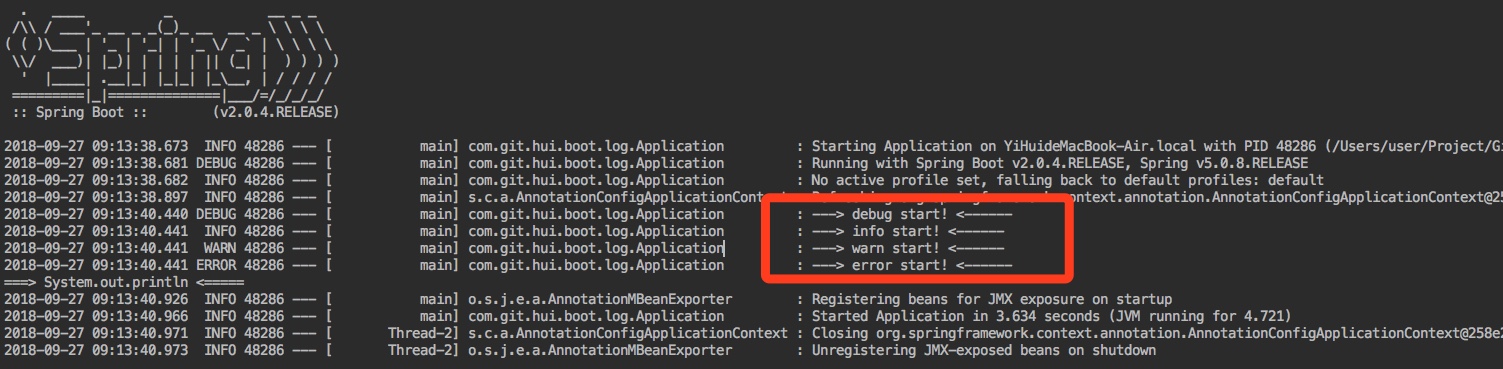 .   ____          _            __ _ _
 /\\ / ___'_ __ _ _(_)_ __  __ _ \ \ \ \
( ( )\___ | '_ | '_| | '_ \/ _` | \ \ \ \
 \\/  ___)| |_)| | | | | || (_| |  ) ) ) )
  '  |____| .__|_| |_|_| |_\__, | / / / /
 =========|_|==============|___/=/_/_/_/
 :: Spring Boot ::        (v2.0.4.RELEASE)
2018-09-27 09:13:38.673  INFO 48286 --- [           main] com.git.hui.boot.log.Application         : Starting Application on YiHuideMacBook-Air.local with PID 48286 (/Users/user/Project/Gi
2018-09-27 09:13:38.681 DEBUG 48286 --- [           main] com.git.hui.boot.log.Application         : Running with Spring Boot v2.0.4.RELEASE, Spring v5.0.8.RELEASE
2018-09-27 09:13:38.682  INFO 48286 --- [           main] com.git.hui.boot.log.Application         : No active profile set, falling back to default profiles: default
2018-09-27 09:13:38.897  INFO 48286 --- [           main] s.c.a.AnnotationConfigApplicationContext : context.annotation.AnnotationConfigApplicationContext@258
2018-09-27 09:13:40.440 DEBUG 48286 --- [           main] com.git.hui.boot.log.Application         : ---> debug start! <------
2018-09-27 09:13:40.441  INFO 48286 --- [           main] com.git.hui.boot.log.Application         : ---> info start! <------
2018-09-27 09:13:40.441  WARN 48286 --- [           main] com.git.hui.boot.log.Application         : ---> warn start! <------
2018-09-27 09:13:40.441 ERROR 48286 --- [           main] com.git.hui.boot.log.Application         : ---> error start! <------
===> System.out.println <=====
2018-09-27 09:13:40.926  INFO 48286 --- [           main] o.s.j.e.a.AnnotationMBeanExporter        : Registering beans for JMX exposure on startup
2018-09-27 09:13:40.966  INFO 48286 --- [           main] com.git.hui.boot.log.Application         : Started Application in 3.634 seconds (JVM running for 4.721)
2018-09-27 09:13:40.971  INFO 48286 --- [       Thread-2] s.c.a.AnnotationConfigApplicationContext : Closing org.springframework.context.annotation.AnnotationConfigApplicationContext@258e2
2018-09-27 09:13:40.973  INFO 48286 --- [       Thread-2] o.s.j.e.a.AnnotationMBeanExporter        : Unregistering JMX-exposed beans on shutdown